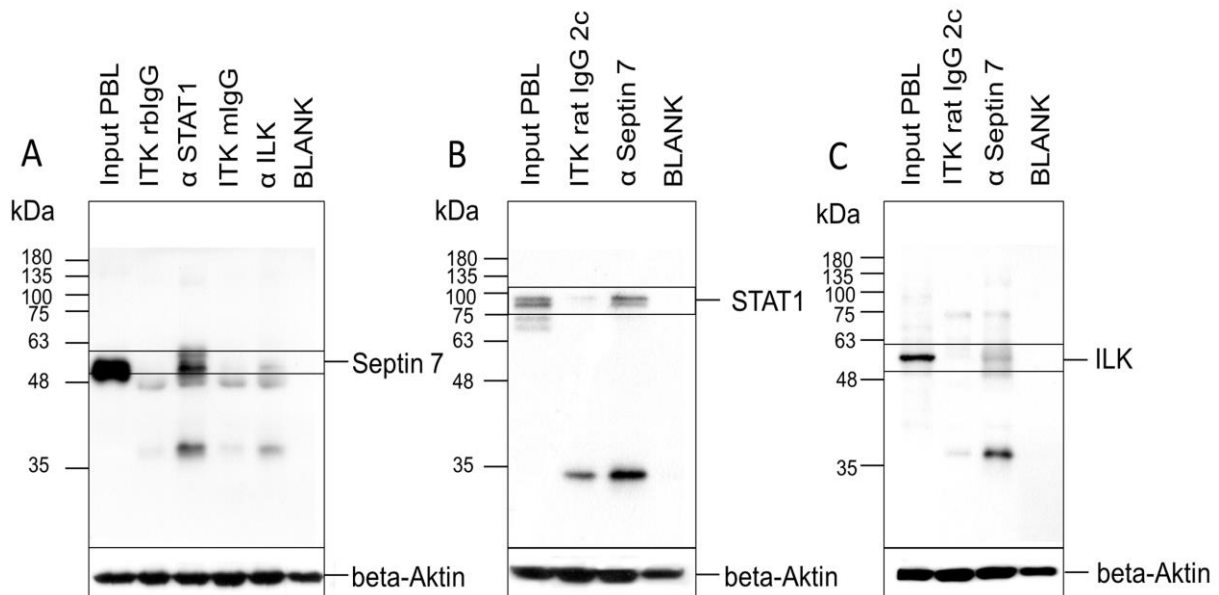 A
Input PBL
ITK rbIgG
α STAT1
ITK mIgG
α ILK
BLANK
kDa
180
135
100
75
63
48
35
Septin 7
beta-Aktin
B
Input PBL
ITK rat IgG 2c
α Septin 7
BLANK
kDa
180
135
100
75
63
48
35
STAT1
beta-Aktin
C
Input PBL
ITK rat IgG 2c
α Septin 7
BLANK
kDa
180
135
100
75
63
48
35
ILK
beta-Aktin